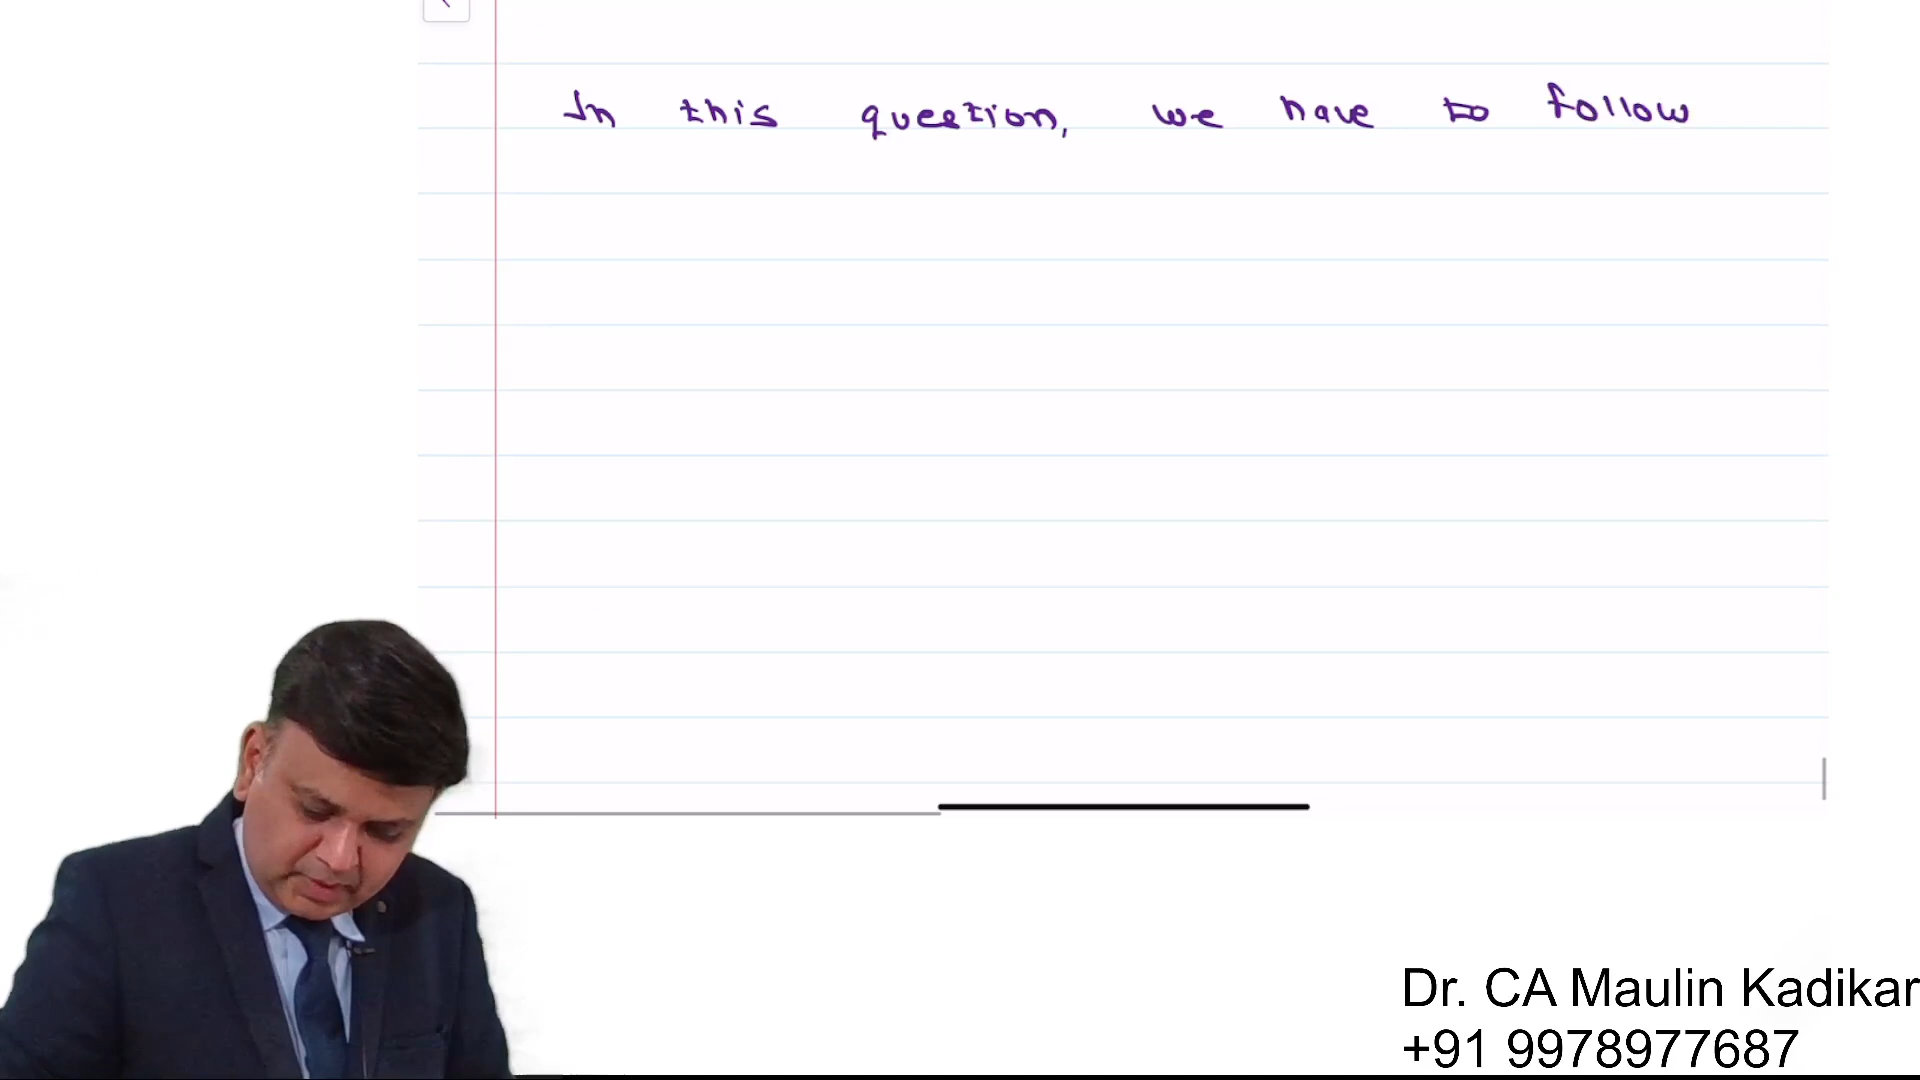 In this question, we have to follow
Dr. CA Maulin Kadikar
+91 9978977687